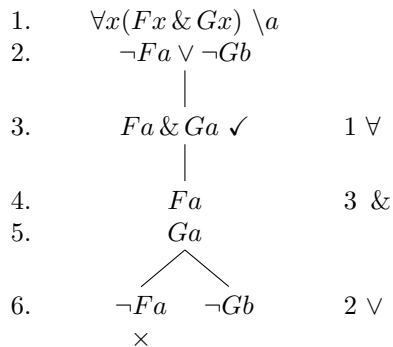 1. ∀x(Fx & Gx) \a
2. ¬Fa ∨ ¬Gb
3. Fa & Ga ✓ 1 ∀
4. Fa 3 &
5. Ga
6. ¬Fa ¬Gb 2 ∨
×